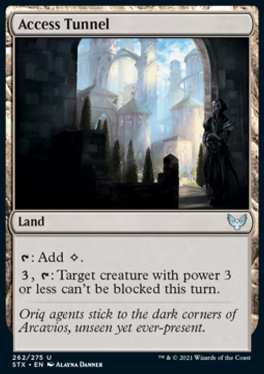 Access Tunnel
Land
: Add .
3, : Target creature with power 3
or less can't be blocked this turn.
Oriq agents stick to the dark corners of
Arcavios, unseen yet ever-present.
262/275 U
STX • EN ALAYNA DANNER
™ & © 2021 Wizards of the Coast